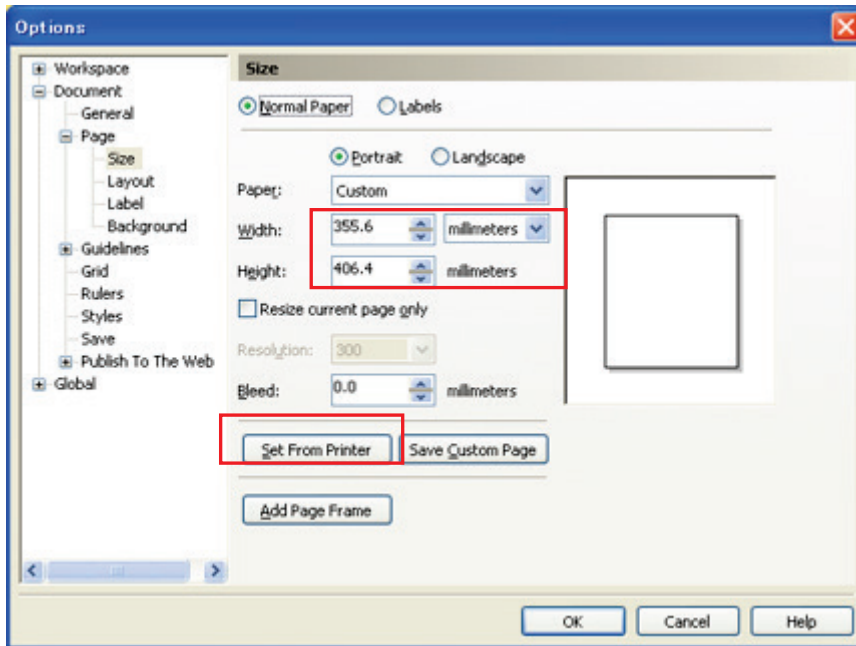 Options
Workspace
Document
General
Page
Size
Layout
Label
Background
Guidelines
Grid
Rulers
Styles
Save
Publish To The Web
Global
Size
Normal Paper Labels
Portrait Landscape
Paper: Custom
Width: 355.6 millimeters
Height: 406.4 millimeters
Resize current page only
Resolution: 300
Bleed: 0.0 millimeters
Set From Printer Save Custom Page
Add Page Frame
OK Cancel Help